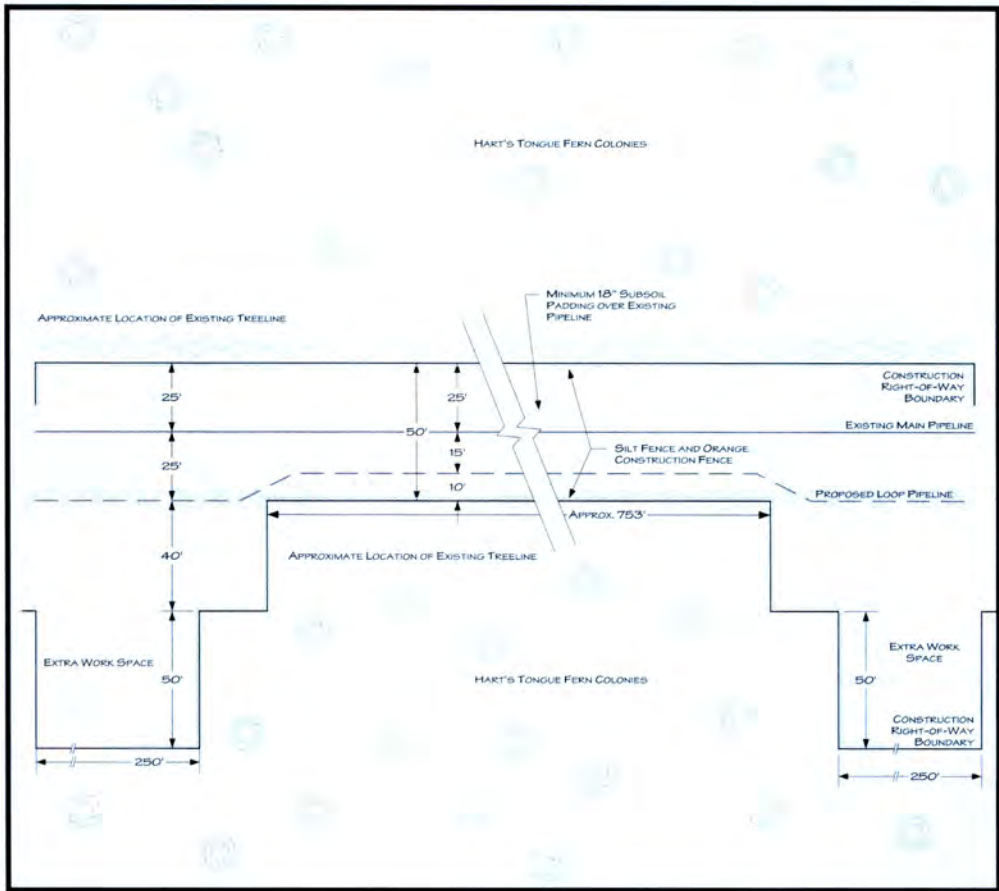 HART'S TONGUE FERN COLONIES
MINIMUM 18" SUBSOIL
PADDING OVER EXISTING
PIPELINE
APPROXIMATE LOCATION OF EXISTING TREELINE
CONSTRUCTION
RIGHT-OF-WAY
BOUNDARY
25'
25'
50'
EXISTING MAIN PIPELINE
25'
15'
SILT FENCE AND ORANGE
CONSTRUCTION FENCE
10'
PROPOSED LOOP PIPELINE
APPROX. 753'
40'
APPROXIMATE LOCATION OF EXISTING TREELINE
EXTRA WORK SPACE
50'
HART'S TONGUE FERN COLONIES
50'
EXTRA WORK
SPACE
CONSTRUCTION
RIGHT-OF-WAY
BOUNDARY
250'
250'